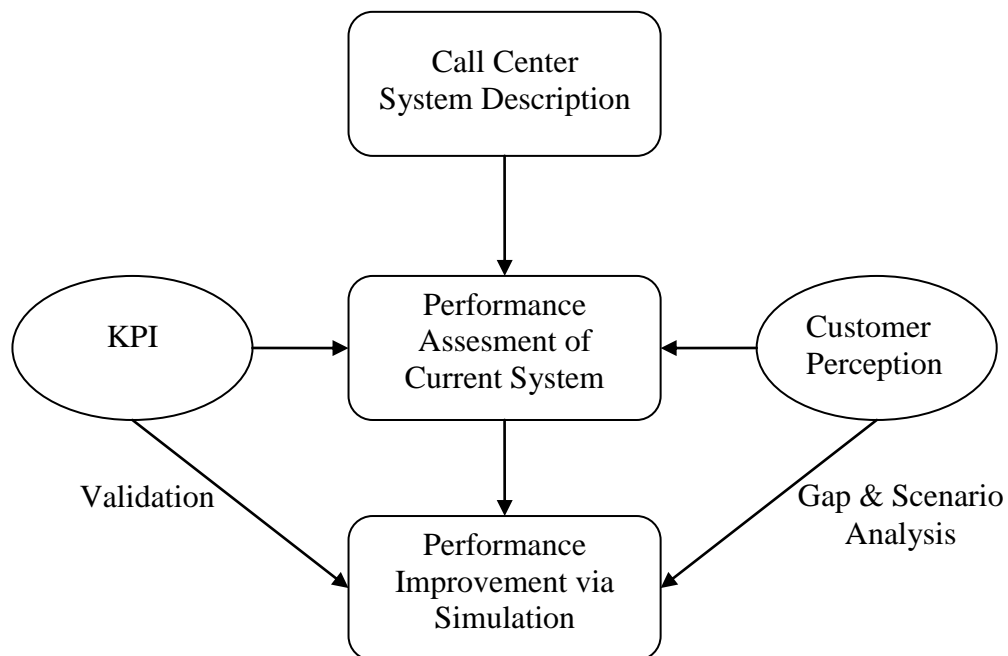 Call Center
System Description
KPI
Performance
Assesment of
Current System
Customer
Perception
Validation
Gap & Scenario
Analysis
Performance
Improvement via
Simulation